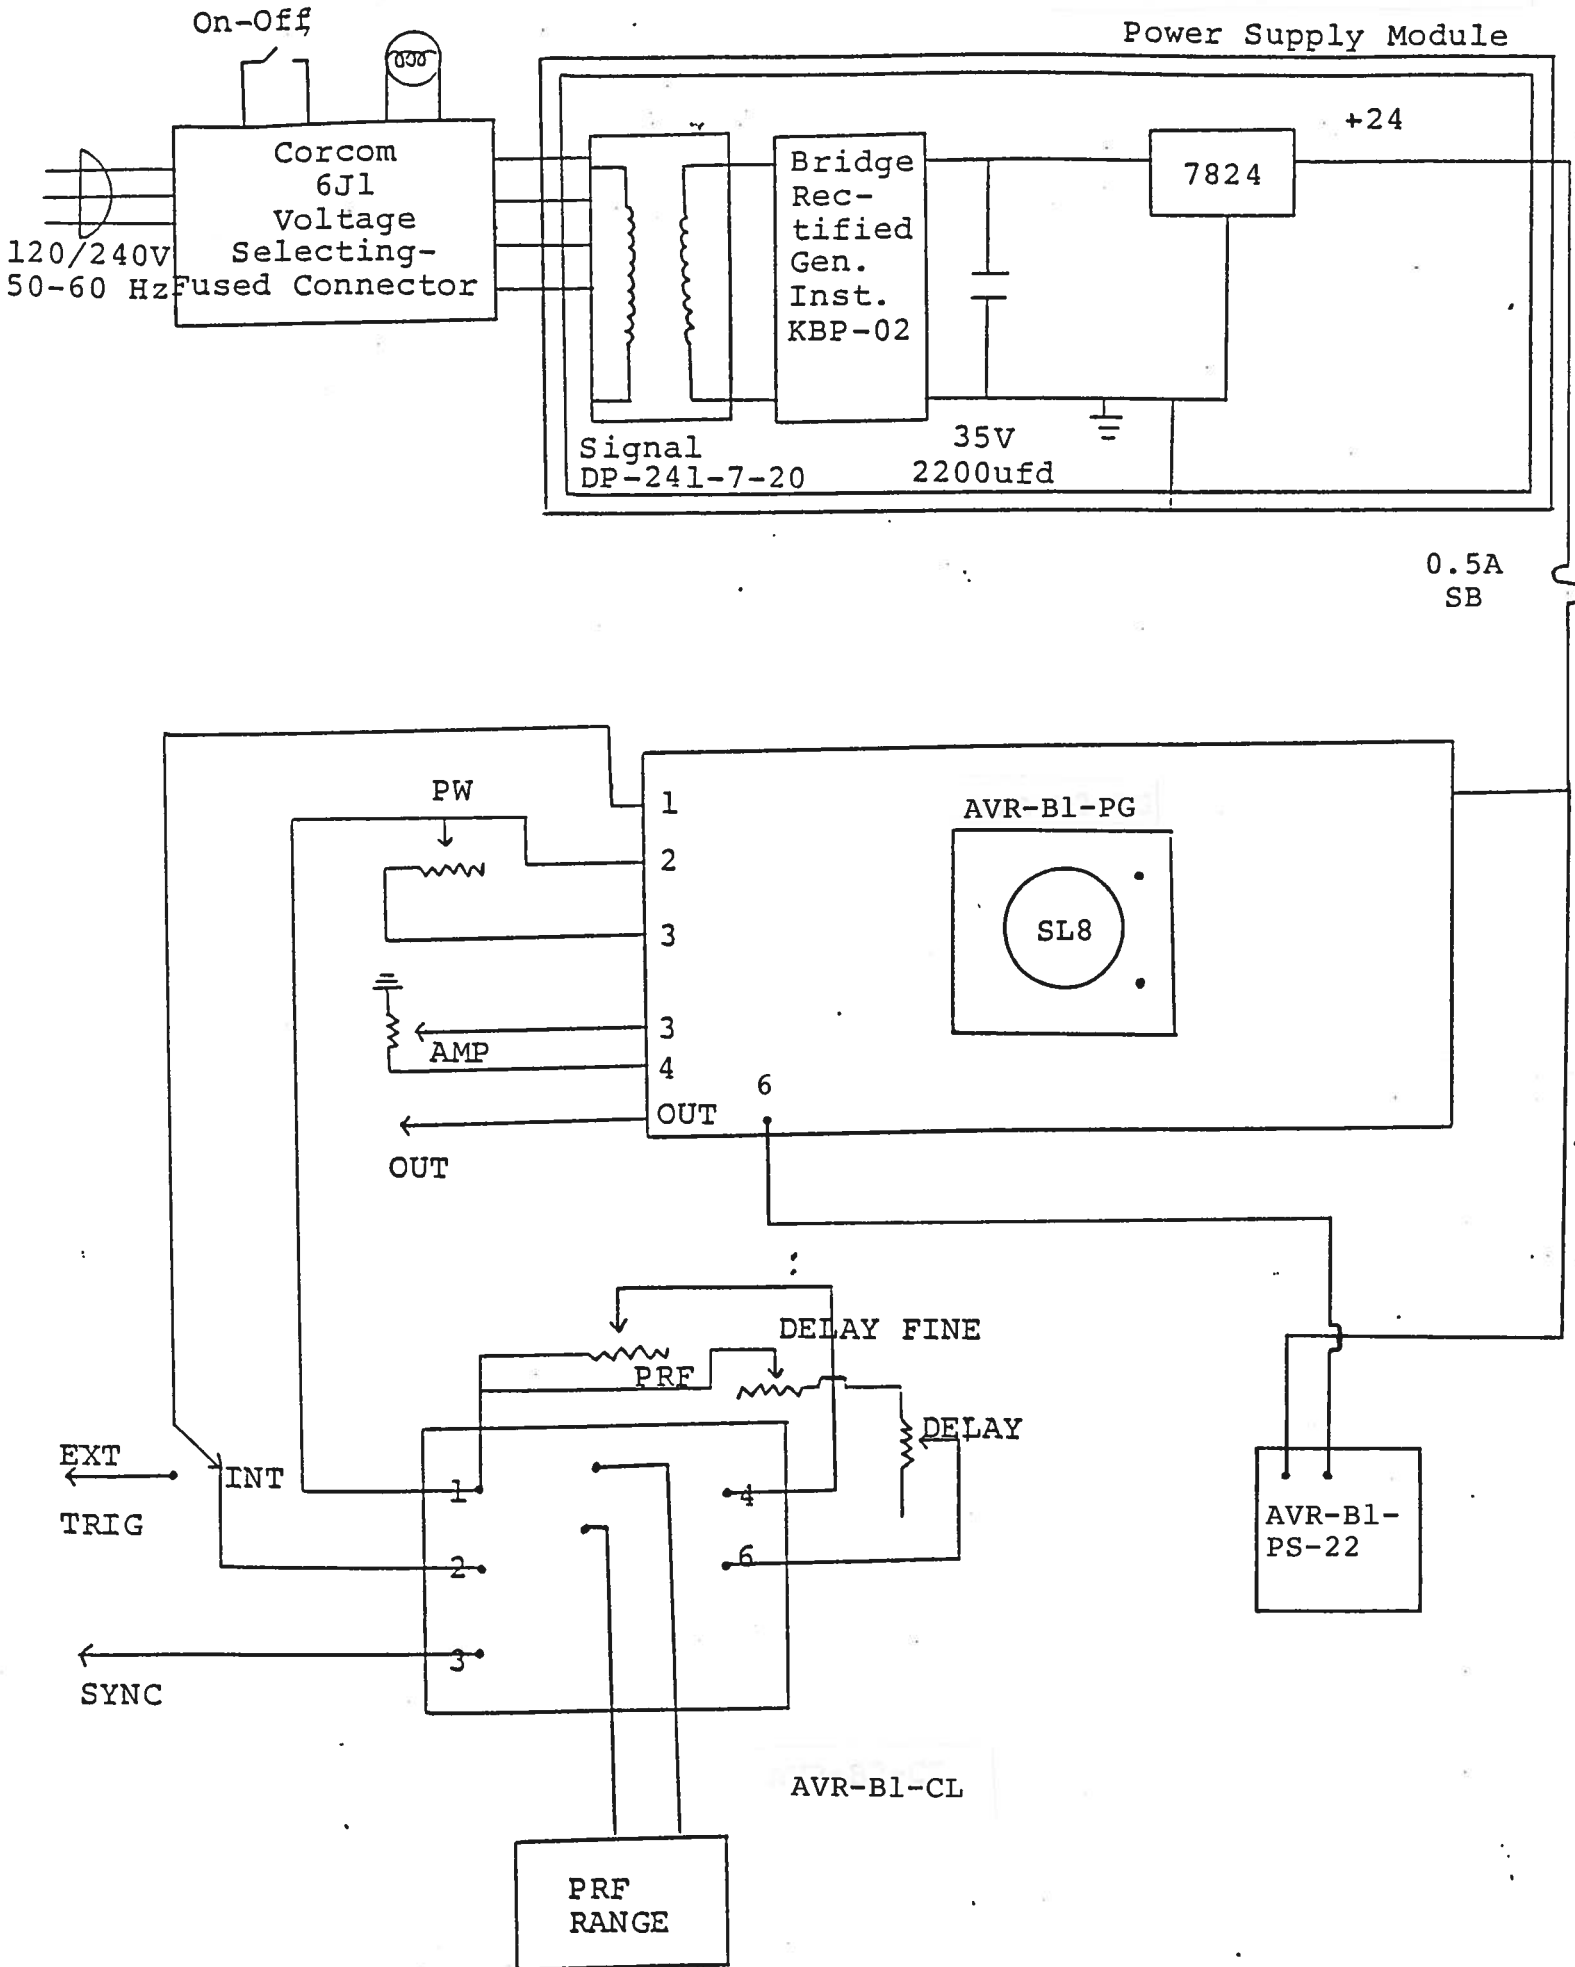 On-Off
Power Supply Module
+24
Corcom
6J1
Voltage
Selecting-
Fused Connector
120/240V
50-60 Hz
Bridge
Rec-
tified
Gen.
Inst.
KBP-02
7824
Signal
DP-241-7-20
35V
2200ufd
0.5A
SB
PW
1
2
3
3
4
OUT
6
AMP
OUT
AVR-B1-PG
SL8
DELAY FINE
PRF
DELAY
EXT
INT
TRIG
1
2
3
4
6
SYNC
AVR-B1-
PS-22
AVR-B1-CL
PRF
RANGE